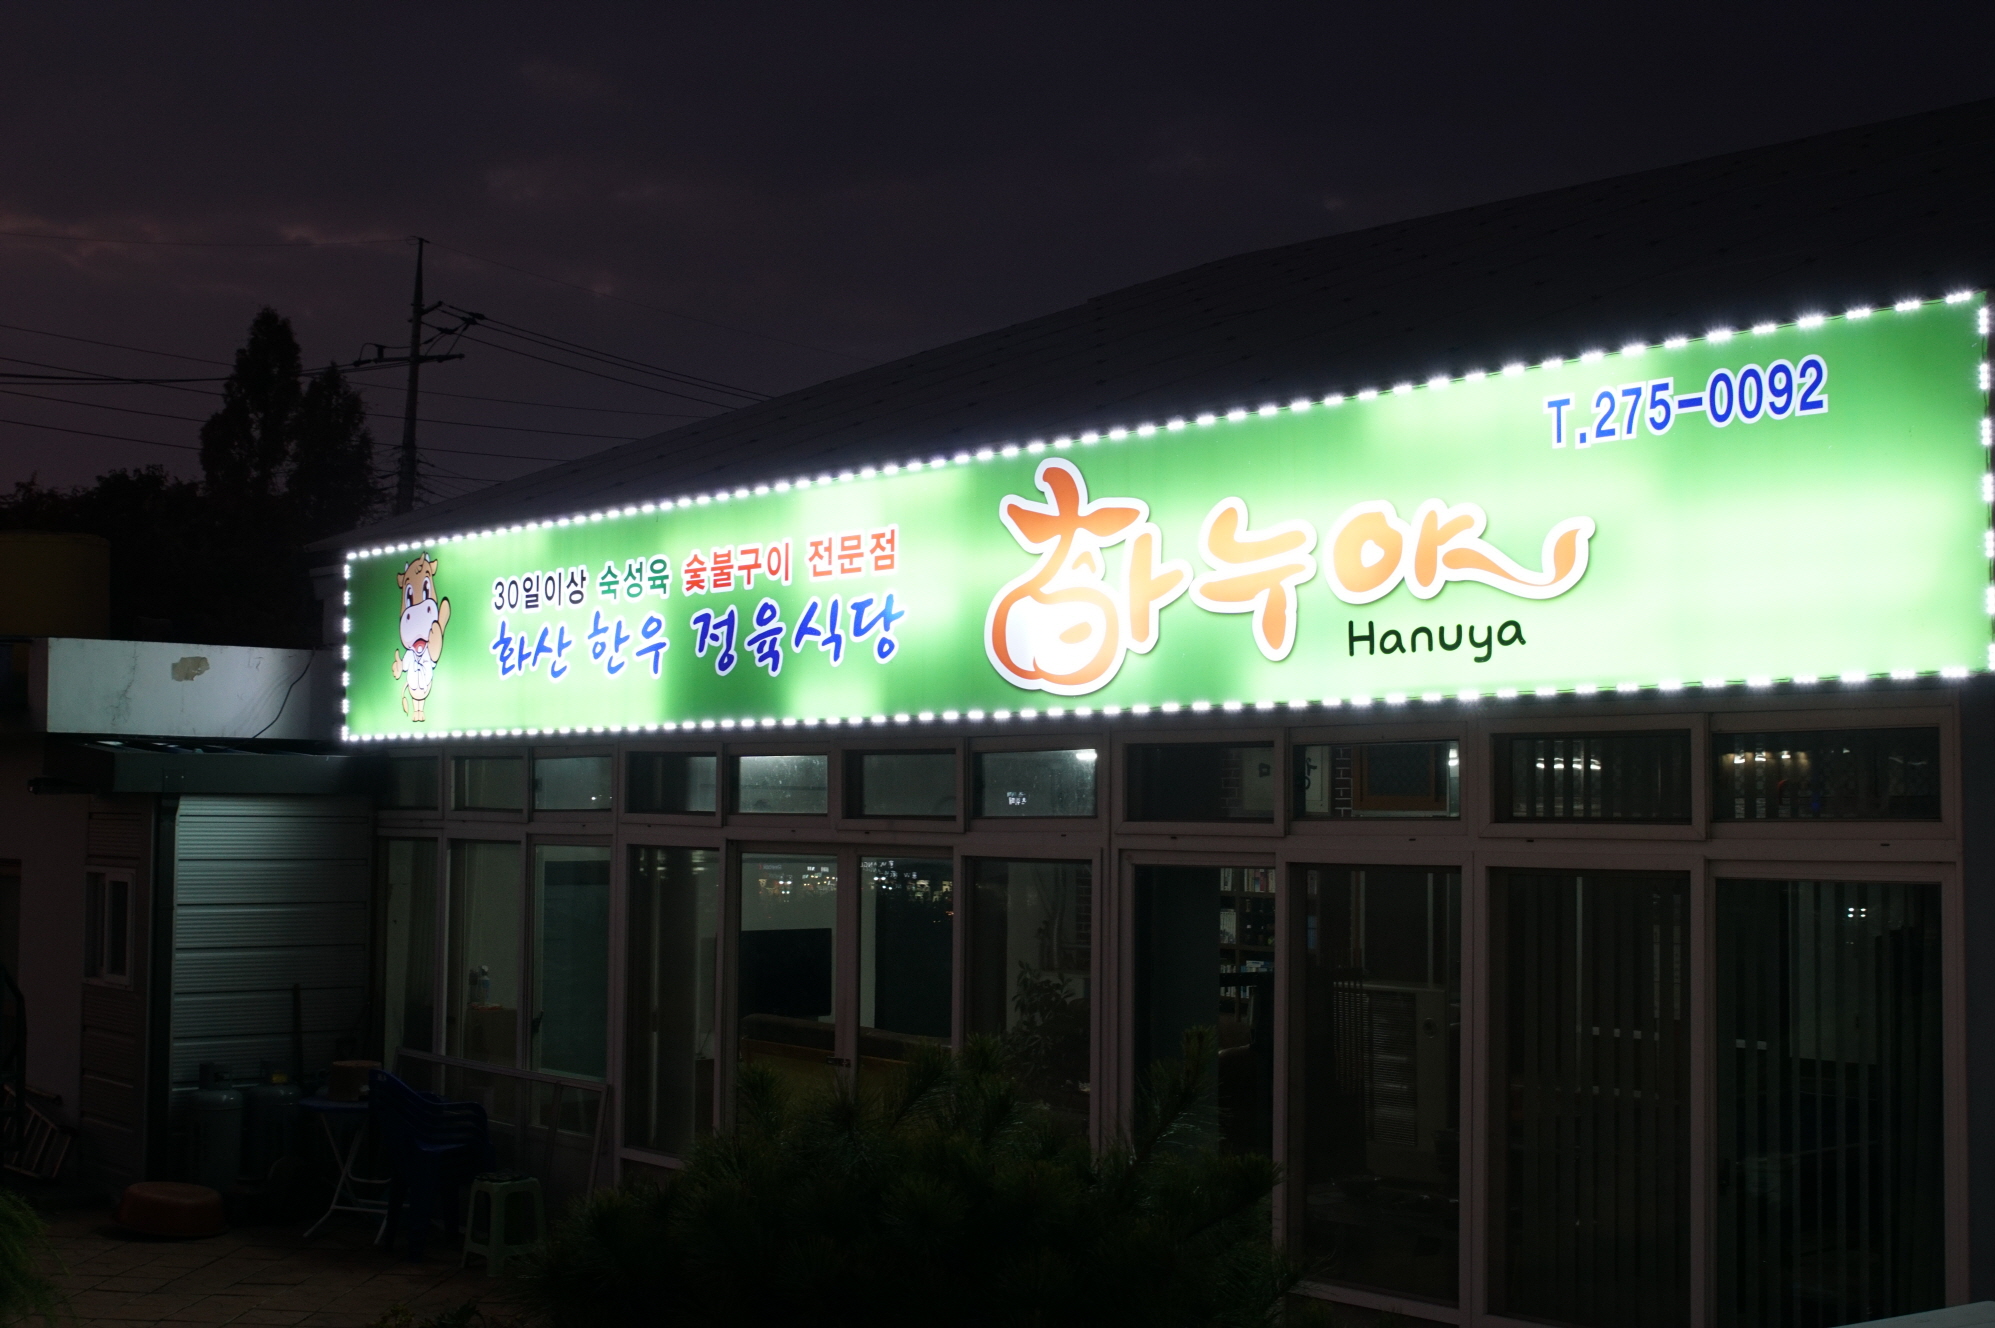 30일이상 숙성육 숯불구이 전문점
화산 한우 정육식당
하누야
Hanuya
T.275-0092